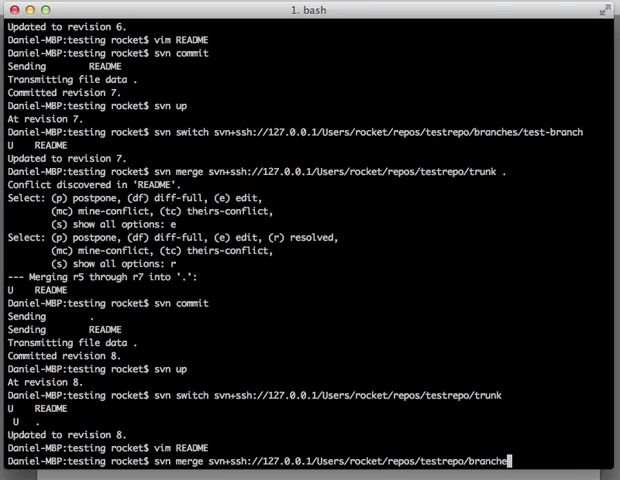 1. bash
Updated to revision 6.
Daniel-MBP:testing rocket$ vim README
Daniel-MBP:testing rocket$ svn commit
Sending        README
Transmitting file data .
Committed revision 7.
Daniel-MBP:testing rocket$ svn up
At revision 7.
Daniel-MBP:testing rocket$ svn switch svn+ssh://127.0.0.1/Users/rocket/repos/testrepo/branches/test-branch
U    README
Updated to revision 7.
Daniel-MBP:testing rocket$ svn merge svn+ssh://127.0.0.1/Users/rocket/repos/testrepo/trunk .
Conflict discovered in 'README'.
Select: (p) postpone, (df) diff-full, (e) edit,
        (mc) mine-conflict, (tc) theirs-conflict,
        (s) show all options: e
Select: (p) postpone, (df) diff-full, (e) edit, (r) resolved,
        (mc) mine-conflict, (tc) theirs-conflict,
        (s) show all options: r
--- Merging r5 through r7 into '.':
U    README
Daniel-MBP:testing rocket$ svn commit
Sending        .
Sending        README
Transmitting file data .
Committed revision 8.
Daniel-MBP:testing rocket$ svn up
At revision 8.
Daniel-MBP:testing rocket$ svn switch svn+ssh://127.0.0.1/Users/rocket/repos/testrepo/trunk
U    README
 U   .
Updated to revision 8.
Daniel-MBP:testing rocket$ vim README
Daniel-MBP:testing rocket$ svn merge svn+ssh://127.0.0.1/Users/rocket/repos/testrepo/branche